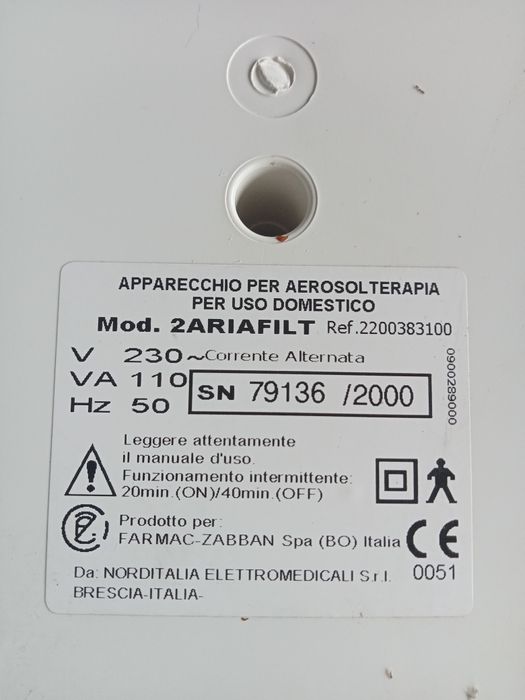 APPARECCHIO PER AEROSOLTERAPIA
PER USO DOMESTICO
Mod. 2ARIAFILT Ref.2200383100
V 230~Corrente Alternata
VA 110
Hz 50
SN 79136 /2000
0900289000
Leggere attentamente
il manuale d'uso.
Funzionamento intermittente:
20min.(ON)/40min.(OFF)
Prodotto per:
FARMAC-ZABBAN Spa (BO) Italia
CE
0051
Da: NORDITALIA ELETTROMEDICALI S.r.l.
BRESCIA-ITALIA-